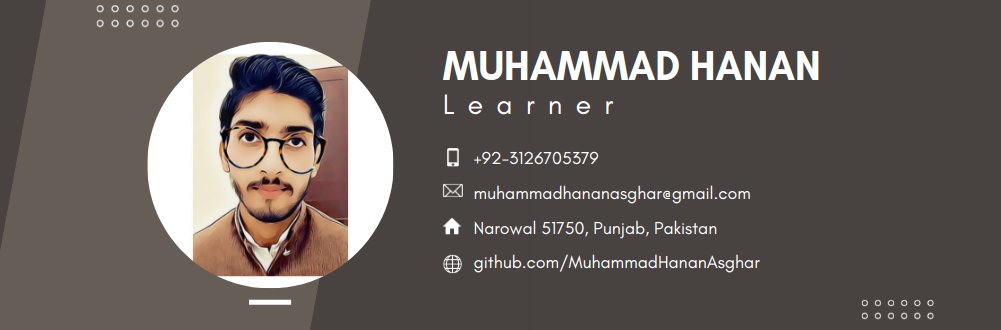 MUHAMMAD HANAN
Learner
+92-3126705379
muhammadhananasghar@gmail.com
Narowal 51750, Punjab, Pakistan
github.com/MuhammadHananAsghar